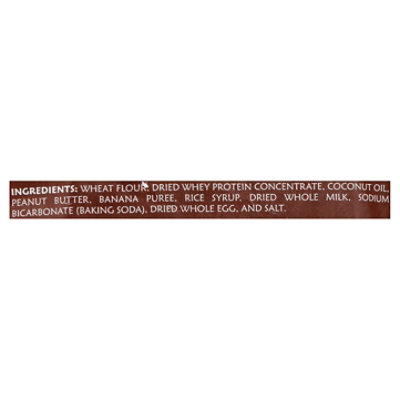 INGREDIENTS: WHEAT FLOUR, DRIED WHEY PROTEIN CONCENTRATE, COCONUT OIL,
PEANUT BUTTER, BANANA PUREE, RICE SYRUP, DRIED WHOLE MILK, SODIUM
BICARBONATE (BAKING SODA), DRIED WHOLE EGG, AND SALT.